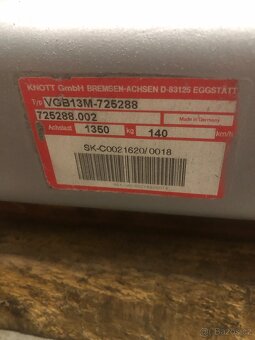 KNOTT GmbH BREMSEN-ACHSEN D-83125 EGGSTÄTT
Typ VGB13M-725288
725288.002 Made in Germany
Achslast 1350 kg 140 km/h
SK-C0021620/0018